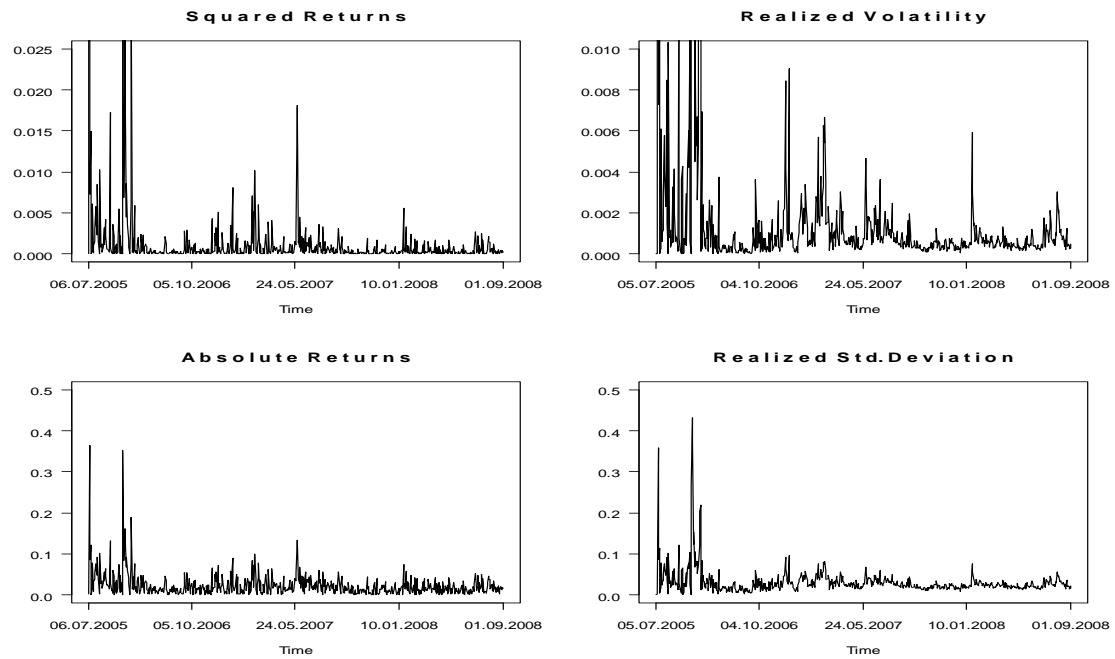 Squared Returns
0.025
0.020
0.015
0.010
0.005
0.000
06.07.2005 05.10.2006 24.05.2007 10.01.2008 01.09.2008
Time
Realized Volatility
0.010
0.008
0.006
0.004
0.002
0.000
05.07.2005 04.10.2006 24.05.2007 10.01.2008 01.09.2008
Time
Absolute Returns
0.5
0.4
0.3
0.2
0.1
0.0
06.07.2005 05.10.2006 24.05.2007 10.01.2008 01.09.2008
Time
Realized Std.Deviation
0.5
0.4
0.3
0.2
0.1
0.0
05.07.2005 04.10.2006 24.05.2007 10.01.2008 01.09.2008
Time